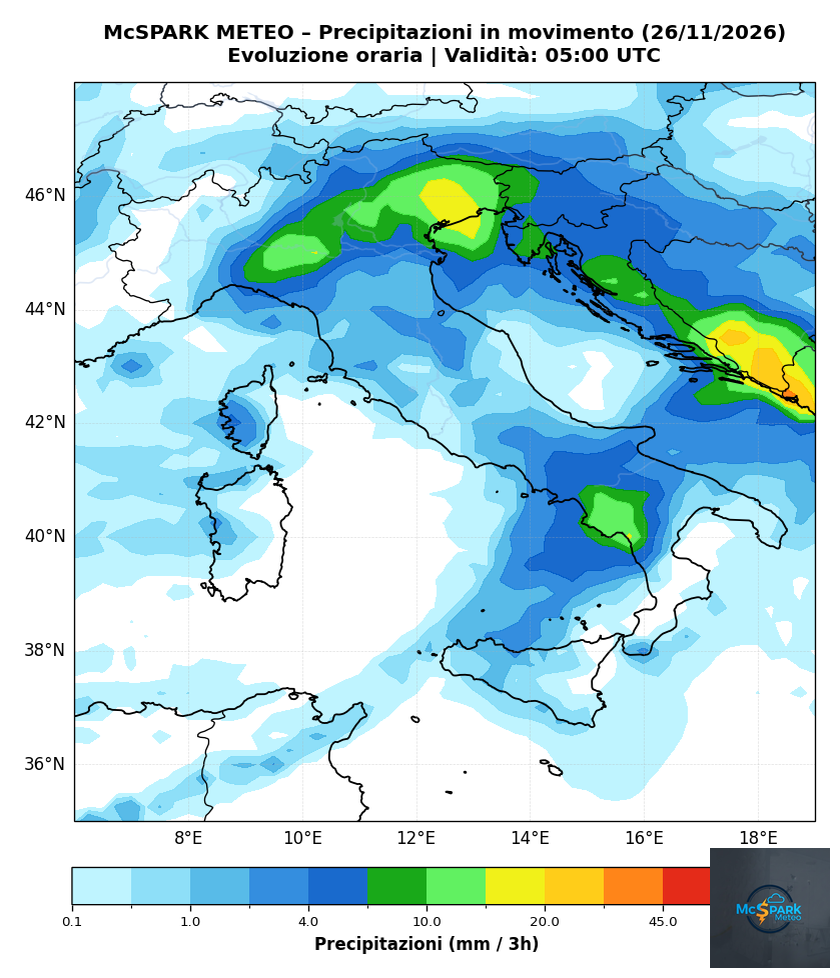 McSPARK METEO – Precipitazioni in movimento (26/11/2026)
Evoluzione oraria | Validità: 05:00 UTC
46°N
44°N
42°N
40°N
38°N
36°N
8°E 10°E 12°E 14°E 16°E 18°E
0.1 1.0 4.0 10.0 20.0 45.0
Precipitazioni (mm / 3h)
McSPARK
Meteo